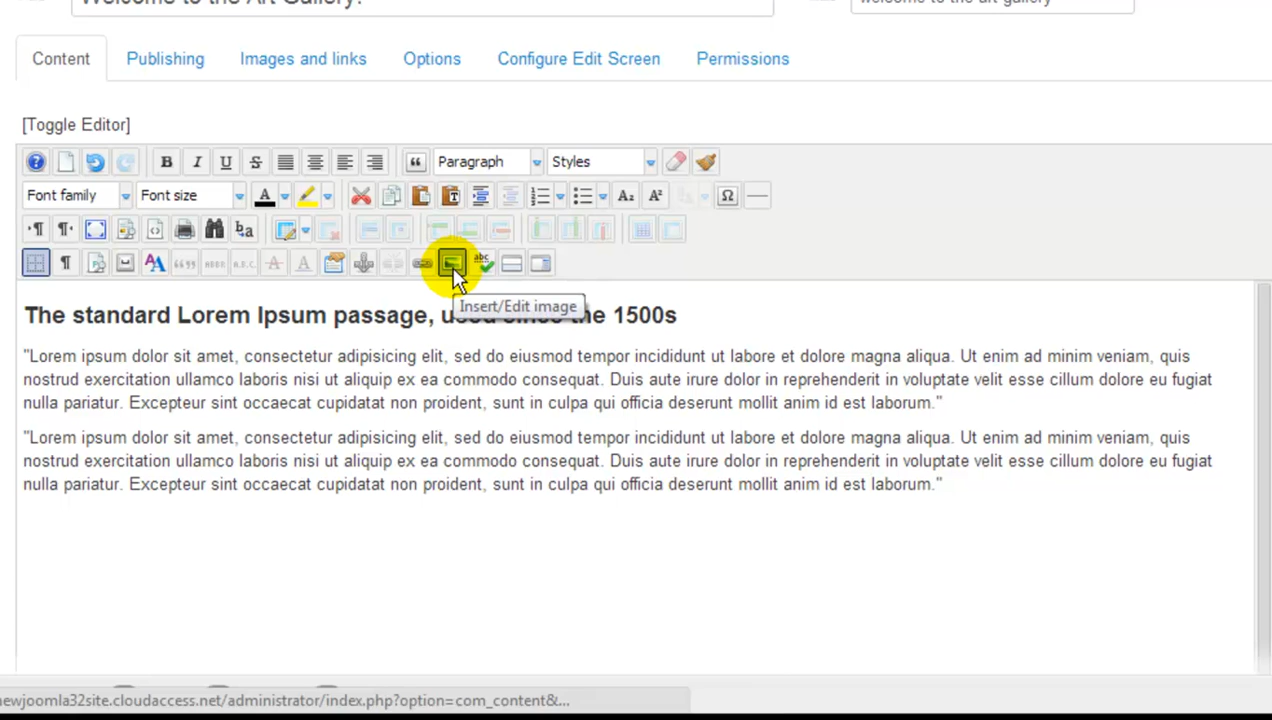 Welcome to the Art Gallery!
welcome-to-the-art-gallery
Content Publishing Images and links Options Configure Edit Screen Permissions
[Toggle Editor]
B I U S Paragraph Styles
Font family Font size A A₂ A² Ω
b a
¶ A A A abc
Insert/Edit image
The standard Lorem Ipsum passage, used since the 1500s
"Lorem ipsum dolor sit amet, consectetur adipisicing elit, sed do eiusmod tempor incididunt ut labore et dolore magna aliqua. Ut enim ad minim veniam, quis
nostrud exercitation ullamco laboris nisi ut aliquip ex ea commodo consequat. Duis aute irure dolor in reprehenderit in voluptate velit esse cillum dolore eu fugiat
nulla pariatur. Excepteur sint occaecat cupidatat non proident, sunt in culpa qui officia deserunt mollit anim id est laborum."
"Lorem ipsum dolor sit amet, consectetur adipisicing elit, sed do eiusmod tempor incididunt ut labore et dolore magna aliqua. Ut enim ad minim veniam, quis
nostrud exercitation ullamco laboris nisi ut aliquip ex ea commodo consequat. Duis aute irure dolor in reprehenderit in voluptate velit esse cillum dolore eu fugiat
nulla pariatur. Excepteur sint occaecat cupidatat non proident, sunt in culpa qui officia deserunt mollit anim id est laborum."
newjoomla32site.cloudaccess.net/administrator/index.php?option=com_content&...